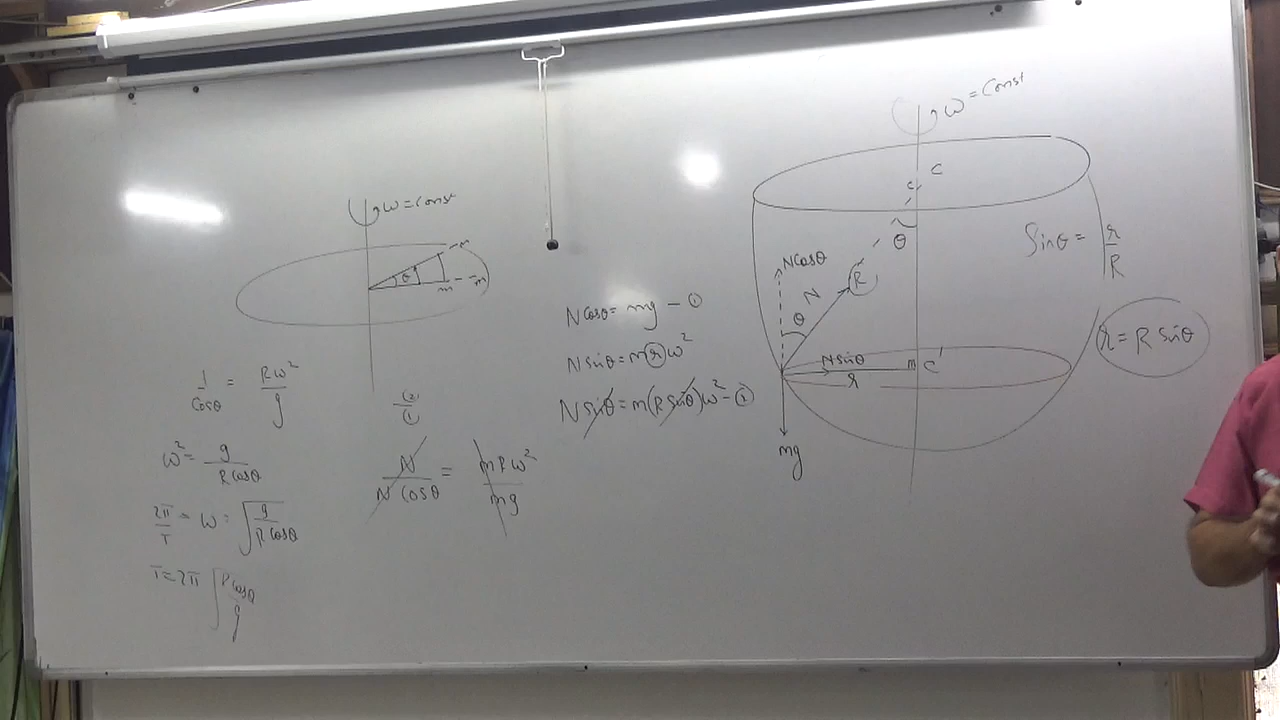 ω = Const
θ
m
m
1/Cosθ = Rω²/g
ω² = g/R Cosθ
2π/T = ω = √(g/R Cosθ)
T = 2π √(R Cosθ/g)
(2)/(1)
N/N Cosθ = mRω²/mg
N Cosθ = mg - ①
N sinθ = m r ω²
N sinθ = m(R sinθ)ω² - ②
ω = Const
C
θ
N Cosθ
N
R
θ
N sinθ
r
C'
mg
Sinθ = r/R
r = R sinθ